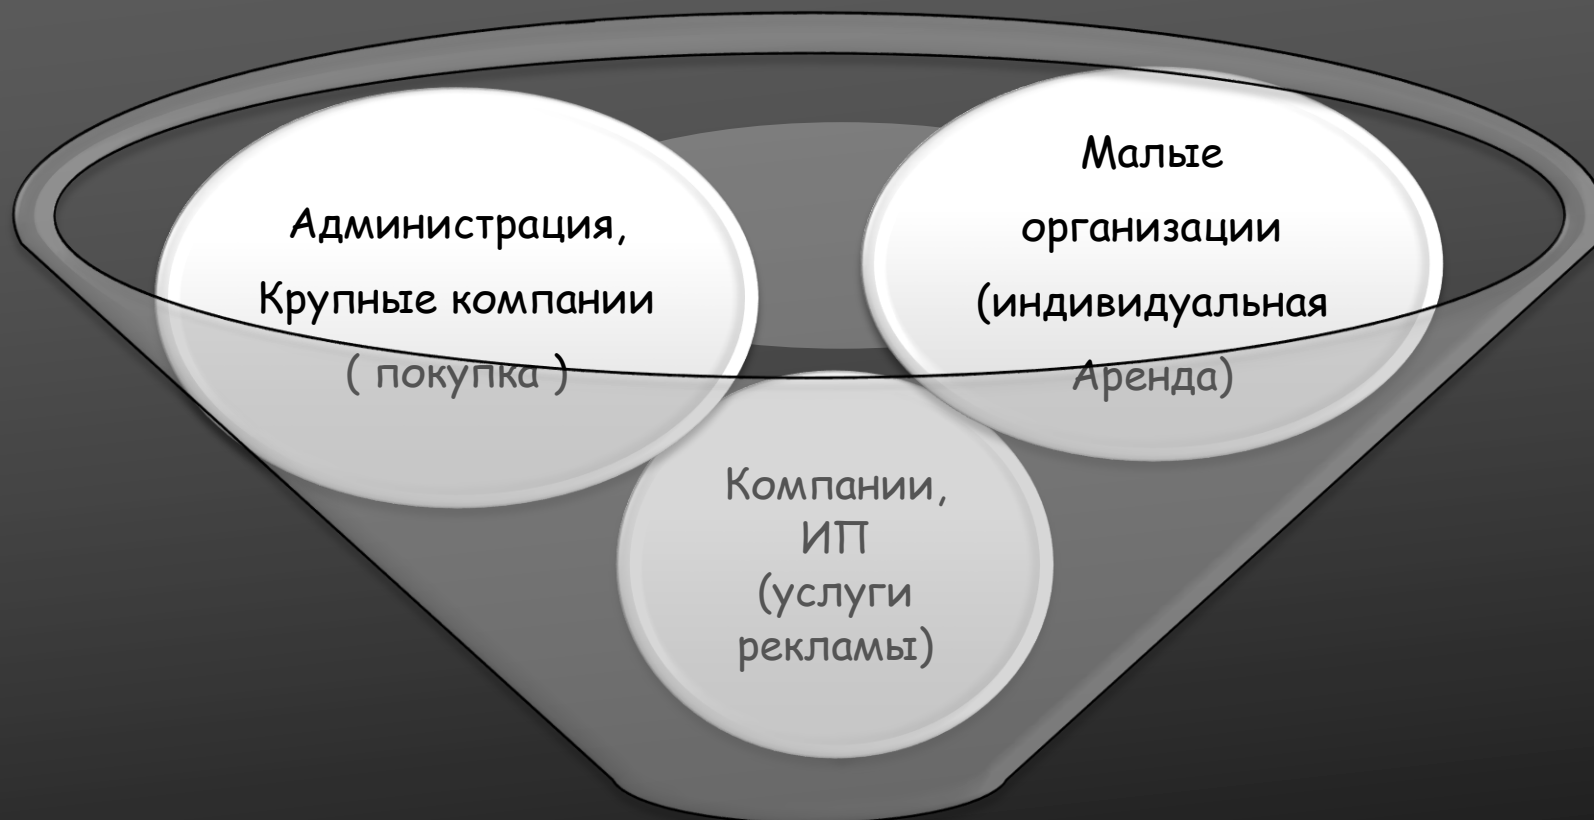 Администрация,
Крупные компании
( покупка )
Малые
организации
(индивидуальная
Аренда)
Компании,
ИП
(услуги
рекламы)